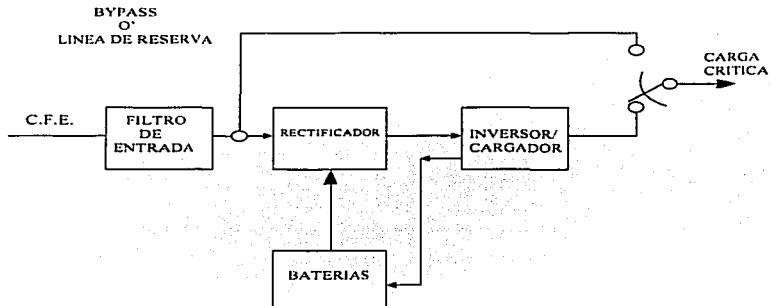 BYPASS
O'
LINEA DE RESERVA
CARGA
CRITICA
C.F.E.
FILTRO
DE
ENTRADA
RECTIFICADOR
INVERSOR/
CARGADOR
BATERIAS